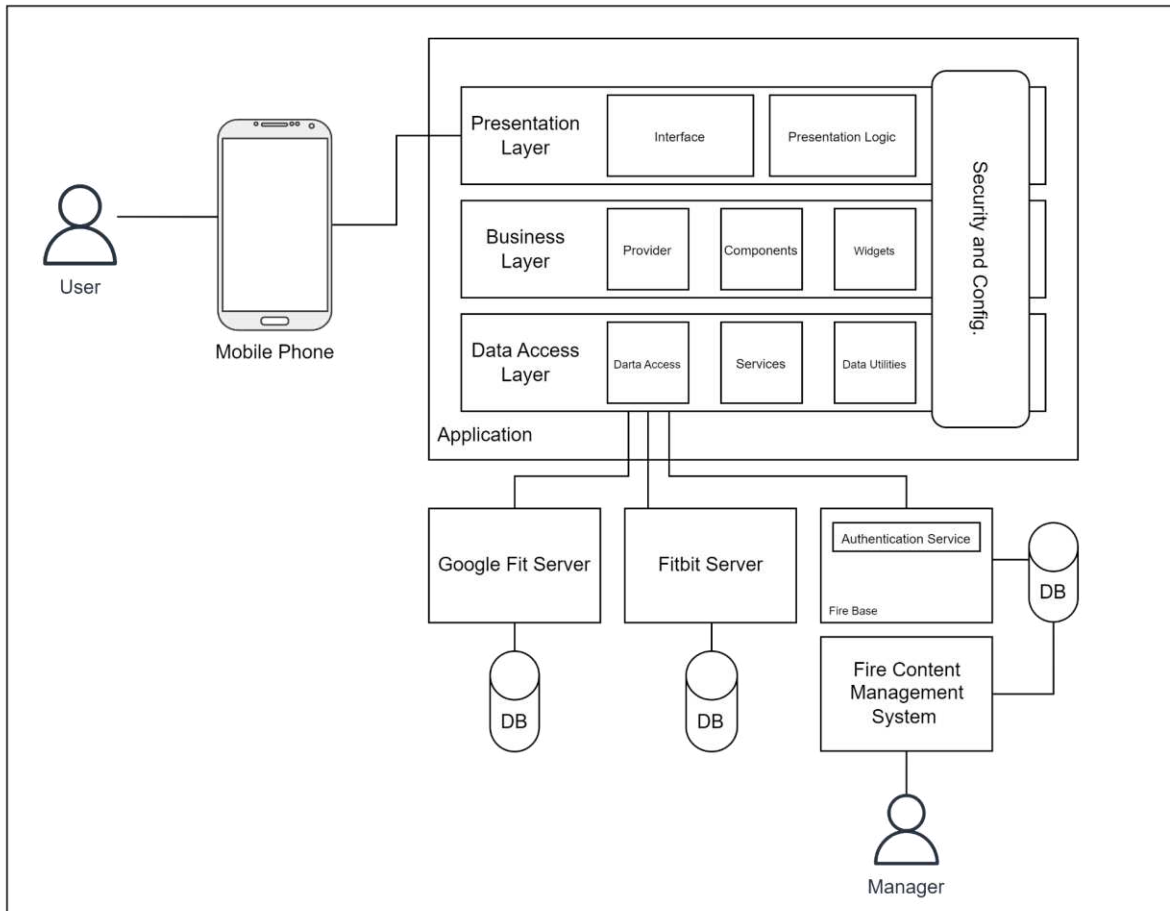 Presentation
Layer
Interface
Presentation Logic
Security and Config.
Business
Layer
Provider
Components
Widgets
User
Mobile Phone
Data Access
Layer
Darta Access
Services
Data Utilities
Application
Google Fit Server
Fitbit Server
Authentication Service
Fire Base
DB
DB
DB
Fire Content
Management
System
Manager